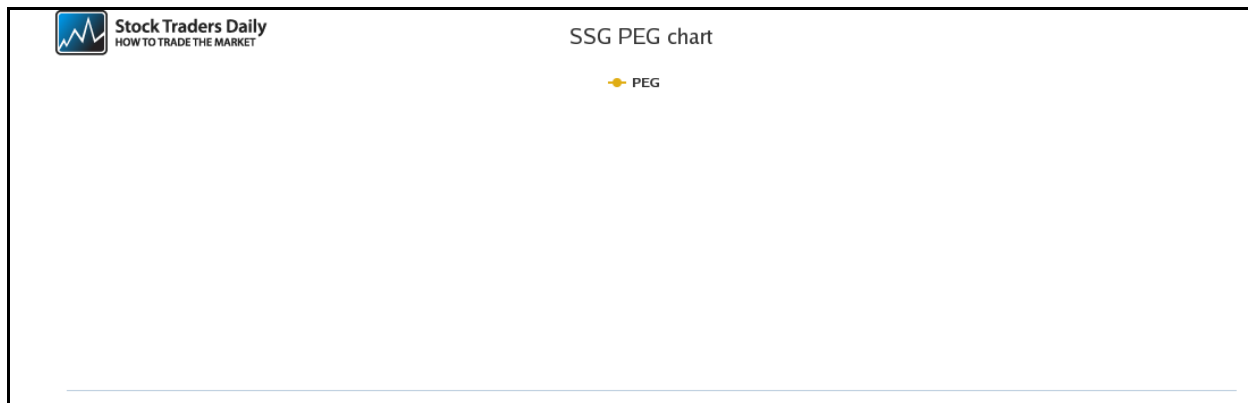 Stock Traders Daily
HOW TO TRADE THE MARKET
SSG PEG chart
PEG